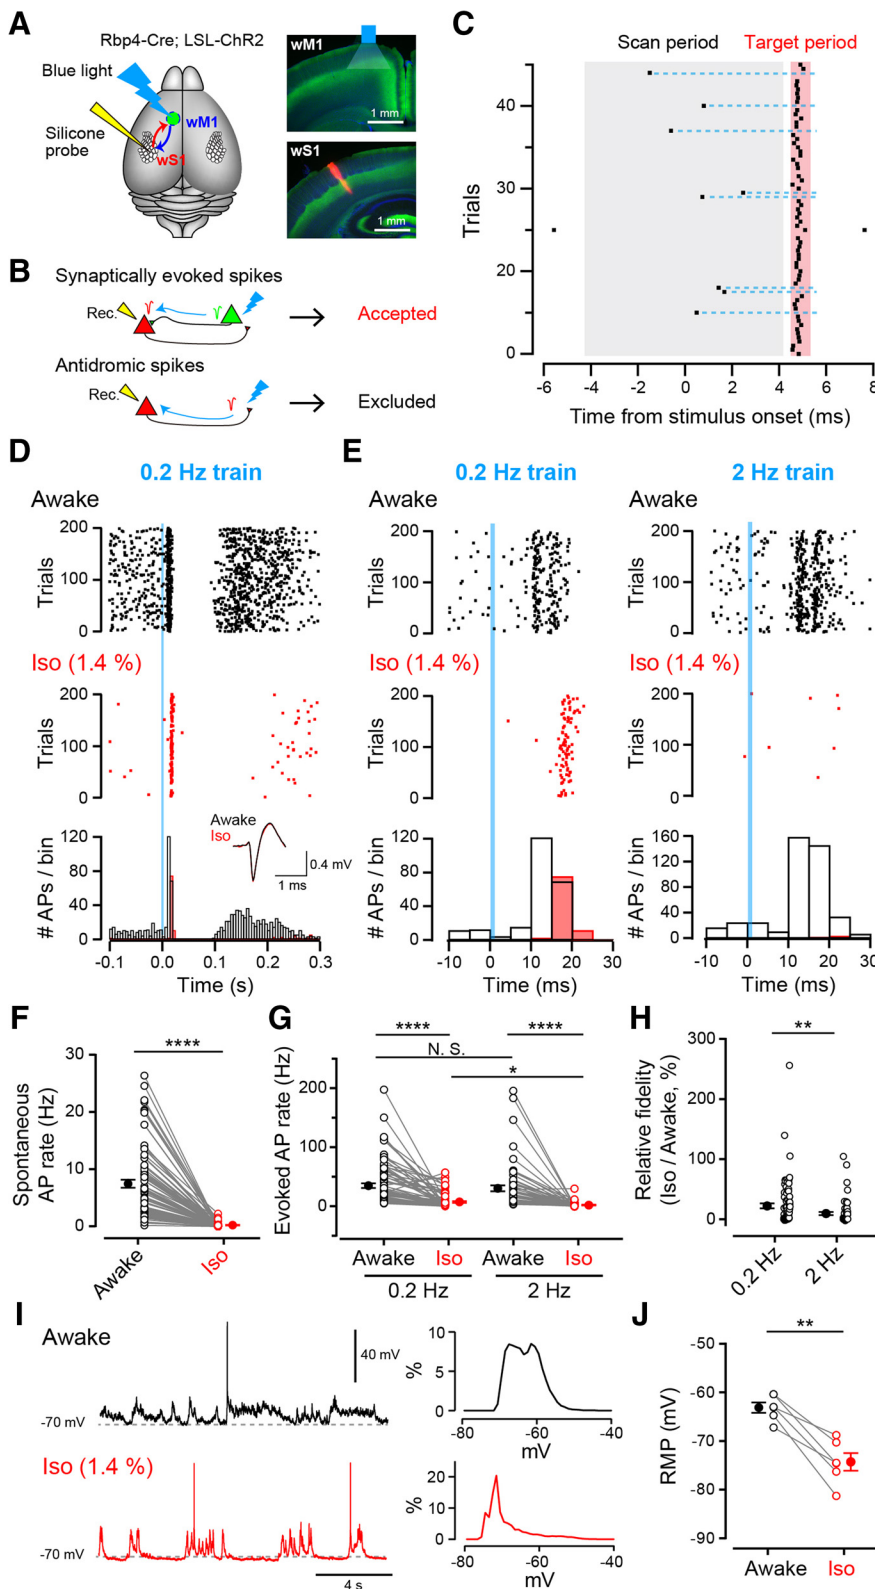 A
Rbp4-Cre; LSL-ChR2
Blue light
Silicone
probe
wM1
wS1
wM1
1 mm
wS1
1 mm
B
Synaptically evoked spikes
Rec.
Accepted
Antidromic spikes
Rec.
Excluded
C
Scan period
Target period
Trials
40
30
20
10
0
-6
-4
-2
0
2
4
6
8
Time from stimulus onset (ms)
D
0.2 Hz train
Awake
Trials
200
100
0
Iso (1.4 %)
Trials
200
100
0
# APs / bin
120
80
40
0
Awake
Iso
0.4 mV
1 ms
-0.1
0.0
0.1
0.2
0.3
Time (s)
E
0.2 Hz train
Awake
Trials
200
100
0
Iso (1.4 %)
Trials
200
100
0
# APs / bin
120
80
40
0
-10
0
10
20
30
Time (ms)
2 Hz train
Awake
Trials
200
100
0
Iso (1.4 %)
Trials
200
100
0
# APs / bin
160
120
80
40
0
-10
0
10
20
30
Time (ms)
F
****
Spontaneous
AP rate (Hz)
30
20
10
0
Awake
Iso
G
****
****
N. S.
*
Evoked AP rate (Hz)
200
100
0
Awake
Iso
Awake
Iso
0.2 Hz
2 Hz
H
**
Relative fidelity
(Iso / Awake, %)
300
200
100
0
0.2 Hz
2 Hz
I
Awake
40 mV
-70 mV
%
10
5
0
-80
-60
-40
mV
Iso (1.4 %)
-70 mV
4 s
%
20
10
0
-80
-60
-40
mV
J
**
RMP (mV)
-50
-60
-70
-80
-90
Awake
Iso